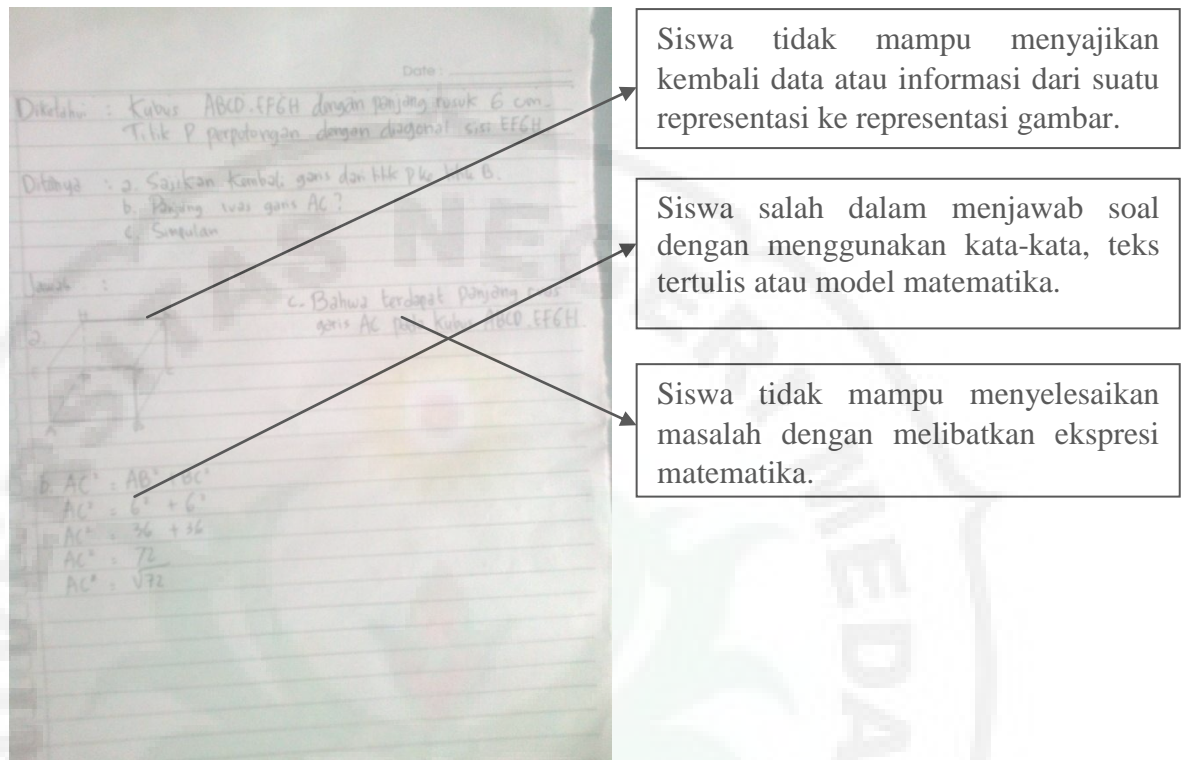 Date :
Diketahui : Kubus ABCD.EFGH dengan panjang rusuk 6 cm.
Titik P perpotongan dengan diagonal sisi EFGH
Ditanya : a. Sajikan kembali garis dari titik P ke titik B.
b. Panjang ruas garis AC ?
c. Simpulan
Jawab :
a.
c. Bahwa terdapat panjang ruas
garis AC pada kubus ABCD.EFGH
b. AC² = AB² + BC²
AC² = 6² + 6²
AC² = 36 + 36
AC² = 72
AC² = √72
Siswa tidak mampu menyajikan
kembali data atau informasi dari suatu
representasi ke representasi gambar.
Siswa salah dalam menjawab soal
dengan menggunakan kata-kata, teks
tertulis atau model matematika.
Siswa tidak mampu menyelesaikan
masalah dengan melibatkan ekspresi
matematika.